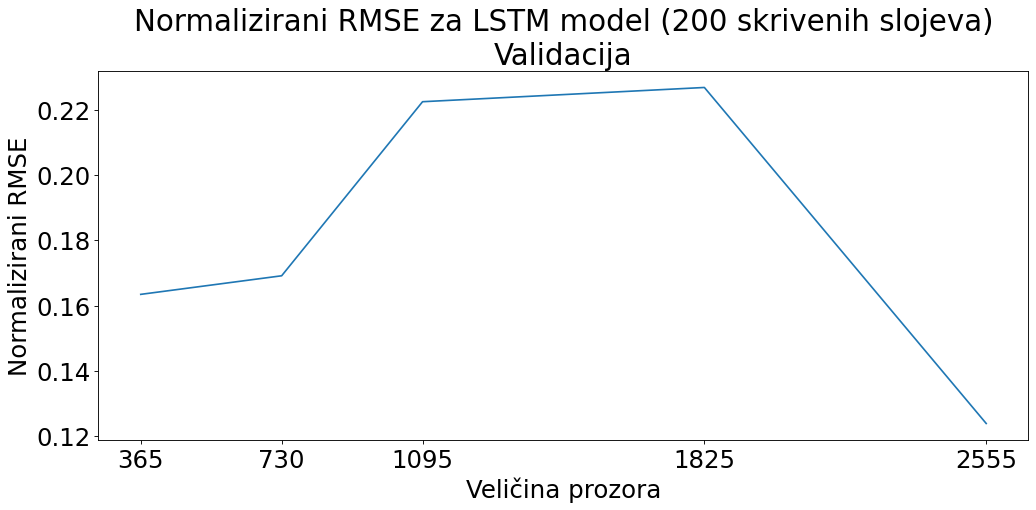 Normalizirani RMSE za LSTM model (200 skrivenih slojeva)
Validacija
Normalizirani RMSE
0.22
0.20
0.18
0.16
0.14
0.12
365 730 1095 1825 2555
Veličina prozora